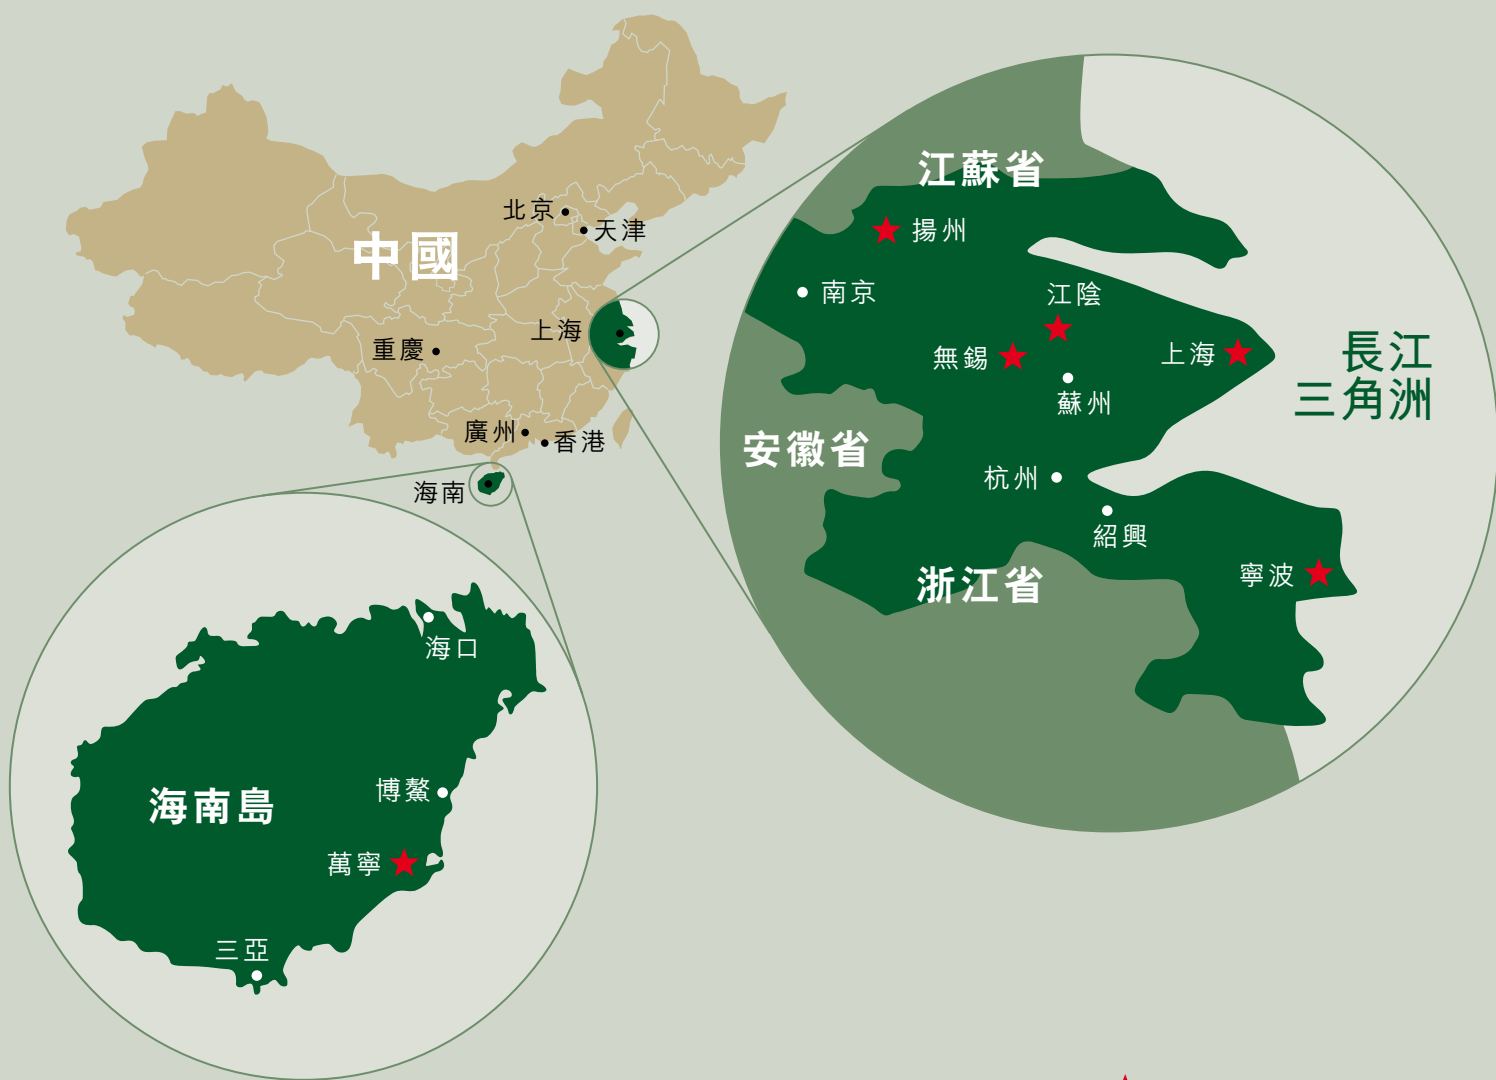 中國
北京
天津
上海
重慶
廣州
香港
海南
江蘇省
揚州
南京
江陰
無錫
上海
蘇州
長江
三角洲
安徽省
杭州
紹興
浙江省
寧波
海口
海南島
博鰲
萬寧
三亞